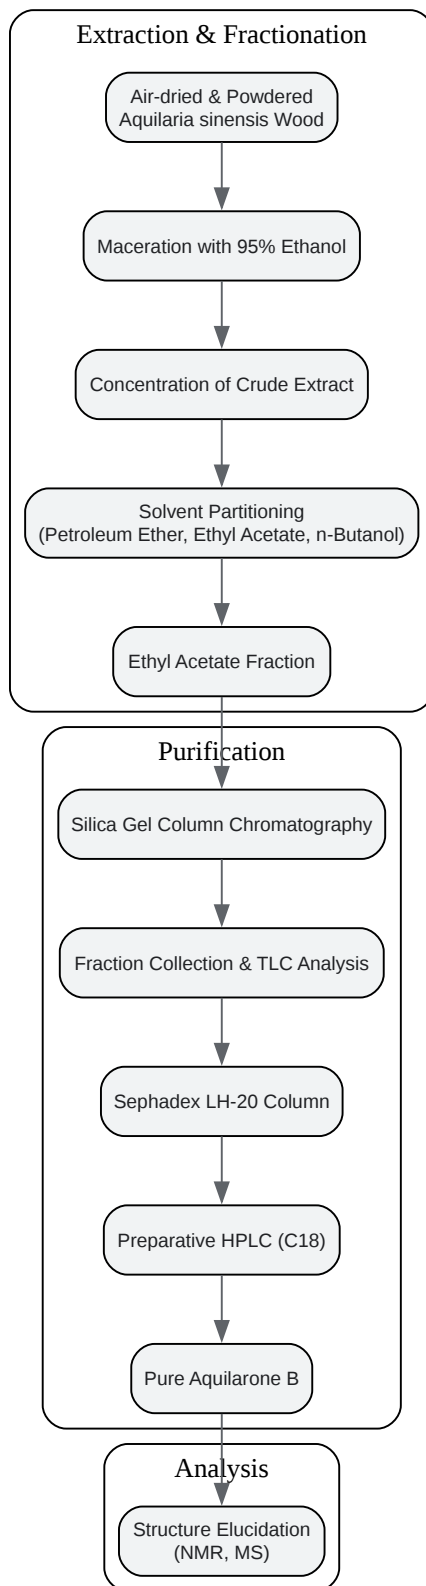 Extraction & Fractionation
Air-dried & Powdered
Aquilaria sinensis Wood
Maceration with 95% Ethanol
Concentration of Crude Extract
Solvent Partitioning
(Petroleum Ether, Ethyl Acetate, n-Butanol)
Ethyl Acetate Fraction
Purification
Silica Gel Column Chromatography
Fraction Collection & TLC Analysis
Sephadex LH-20 Column
Preparative HPLC (C18)
Pure Aquilarone B
Analysis
Structure Elucidation
(NMR, MS)